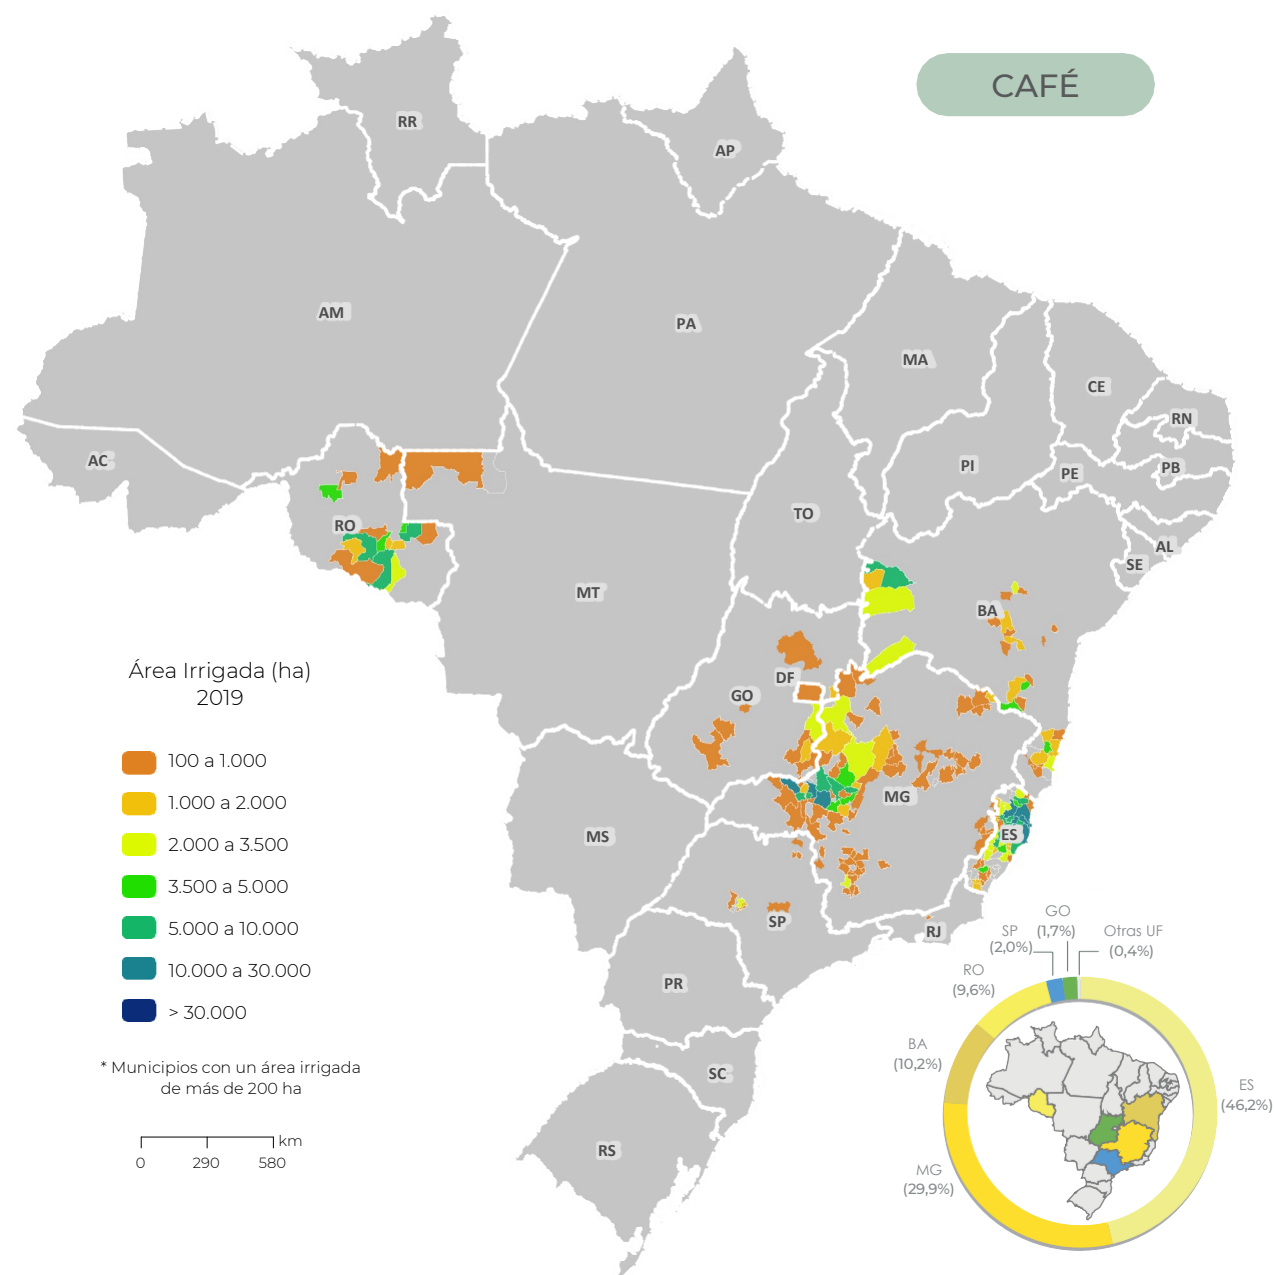 CAFÉ
RR
AP
AM
PA
MA
CE
RN
AC
PI
PE
PB
TO
RO
AL
SE
MT
BA
DF
GO
MG
MS
ES
SP
RJ
PR
SC
RS
Área Irrigada (ha)
2019
100 a 1.000
1.000 a 2.000
2.000 a 3.500
3.500 a 5.000
5.000 a 10.000
10.000 a 30.000
> 30.000
* Municipios con un área irrigada
de más de 200 ha
km
0 290 580
GO
(1,7%)
SP
(2,0%)
Otras UF
(0,4%)
RO
(9,6%)
BA
(10,2%)
ES
(46,2%)
MG
(29,9%)